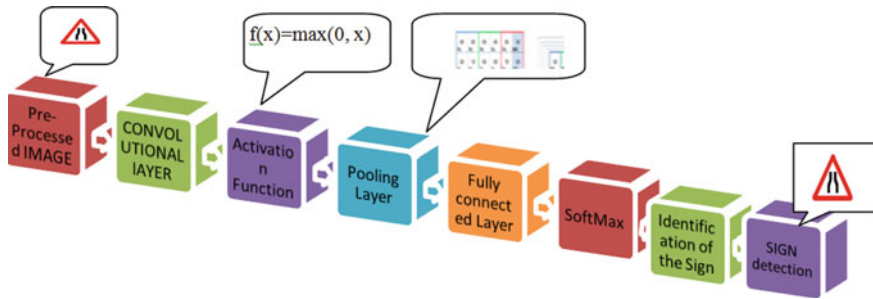 f(x)=max(0, x)
Pre-
Processe
d IMAGE
CONVOL
UTIONAL
lAYER
Activatio
n
Function
Pooling
Layer
Fully
connect
ed Layer
SoftMax
Identific
ation of
the Sign
SIGN
detection